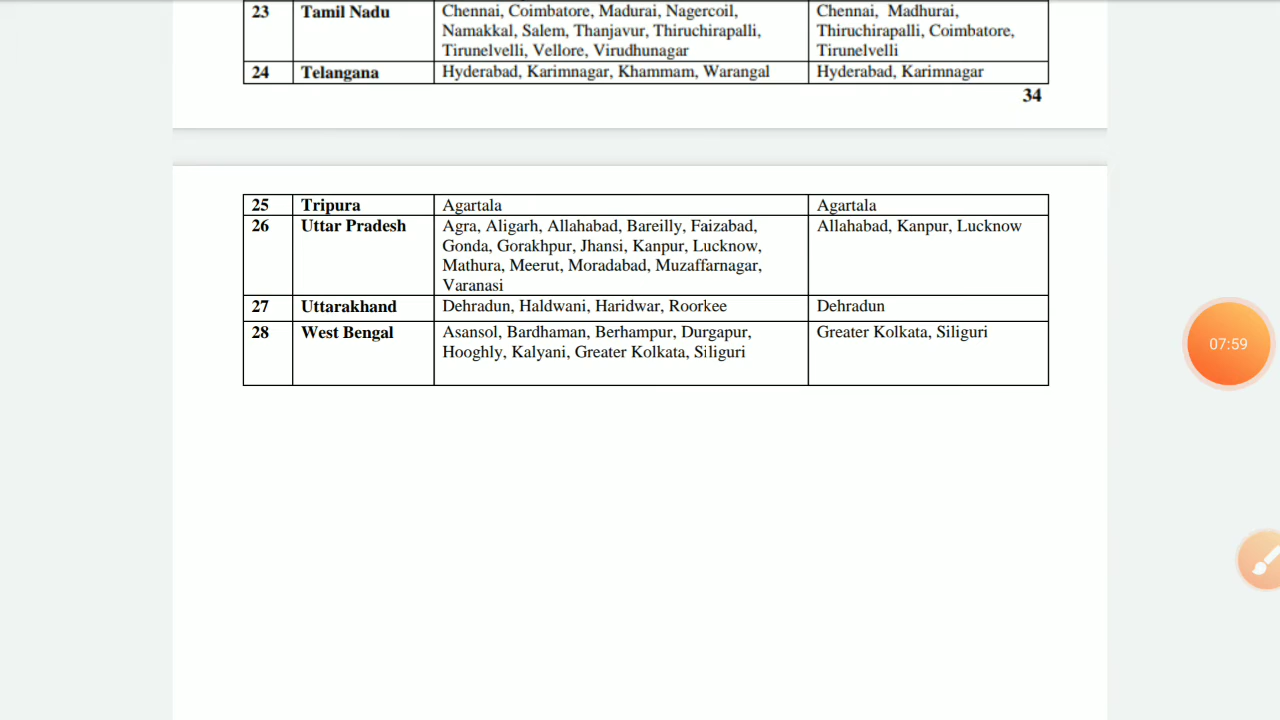 23 Tamil Nadu Chennai, Coimbatore, Madurai, Nagercoil, Chennai, Madhurai,
Namakkal, Salem, Thanjavur, Thiruchirapalli, Thiruchirapalli, Coimbatore,
Tirunelvelli, Vellore, Virudhunagar Tirunelvelli
24 Telangana Hyderabad, Karimnagar, Khammam, Warangal Hyderabad, Karimnagar
34
25 Tripura Agartala Agartala
26 Uttar Pradesh Agra, Aligarh, Allahabad, Bareilly, Faizabad, Allahabad, Kanpur, Lucknow
Gonda, Gorakhpur, Jhansi, Kanpur, Lucknow,
Mathura, Meerut, Moradabad, Muzaffarnagar,
Varanasi
27 Uttarakhand Dehradun, Haldwani, Haridwar, Roorkee Dehradun
28 West Bengal Asansol, Bardhaman, Berhampur, Durgapur, Greater Kolkata, Siliguri
Hooghly, Kalyani, Greater Kolkata, Siliguri
07:59